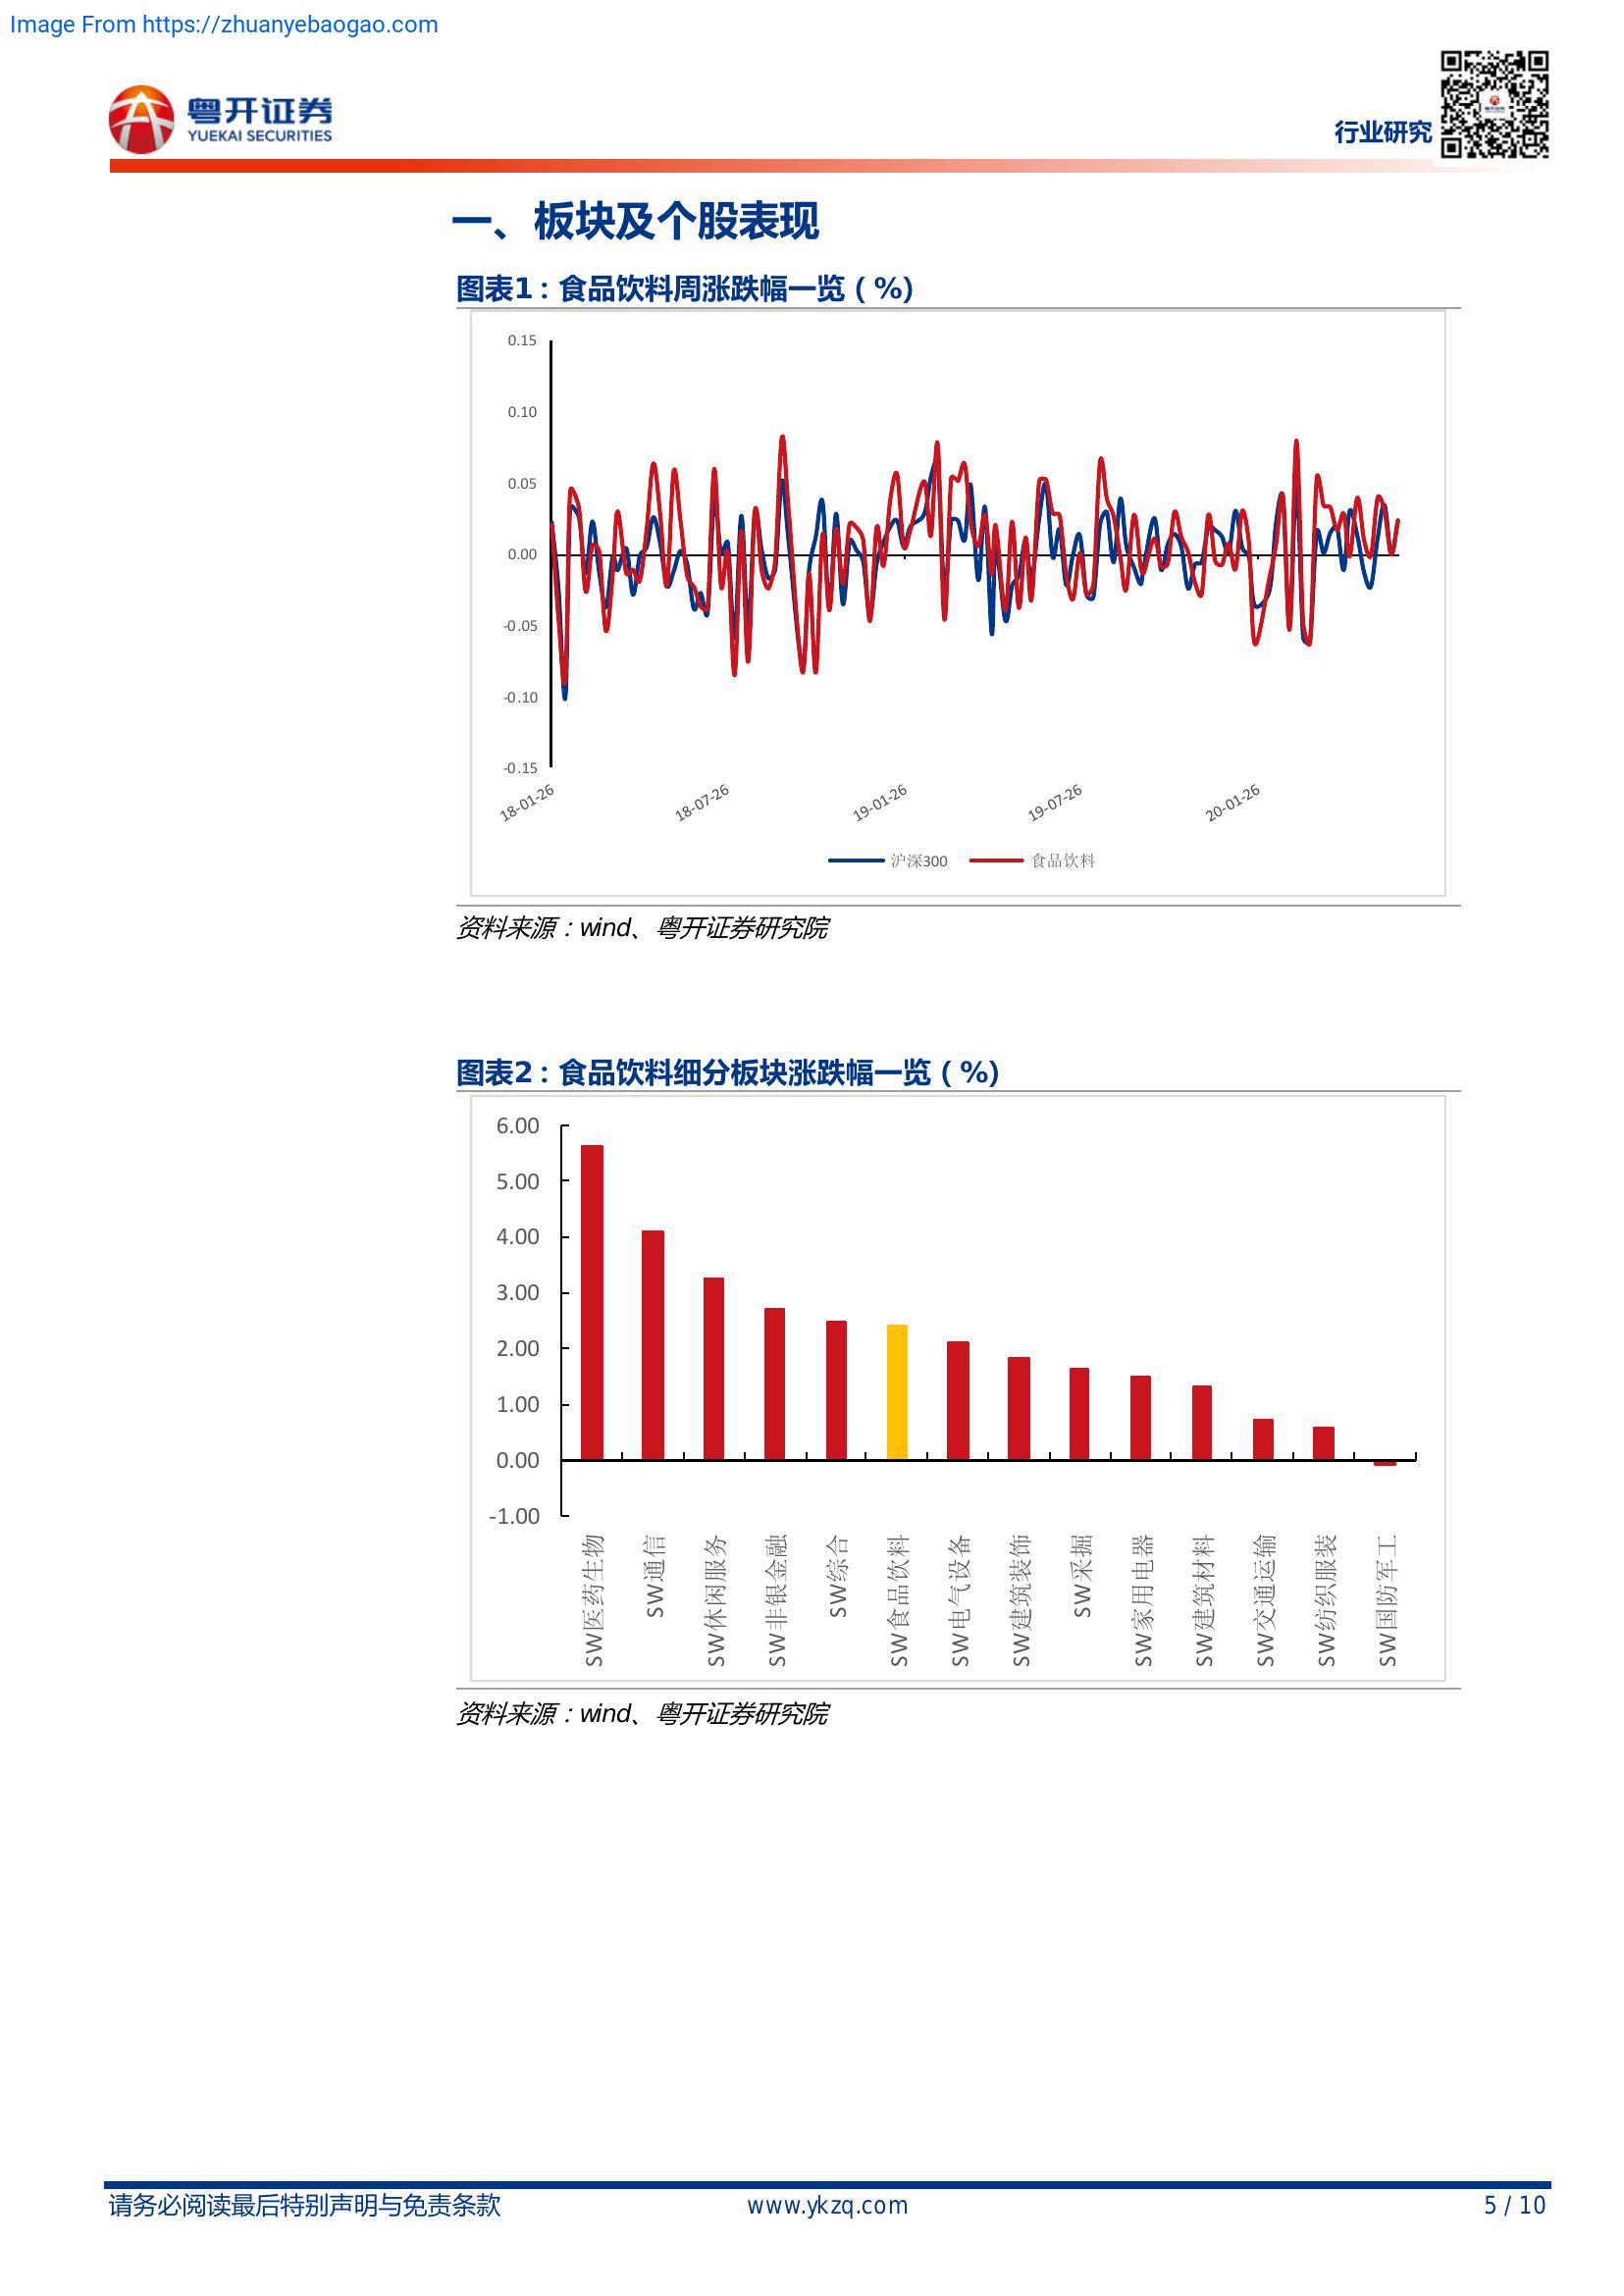 Image From https://zhuanyebaogao.com
粤开证券
YUEKAI SECURITIES
行业研究
一、板块及个股表现
图表1：食品饮料周涨跌幅一览（%）
0.15
0.10
0.05
0.00
-0.05
-0.10
-0.15
18-01-26
18-07-26
19-01-26
19-07-26
20-01-26
沪深300
食品饮料
资料来源：wind、粤开证券研究院
图表2：食品饮料细分板块涨跌幅一览（%）
6.00
5.00
4.00
3.00
2.00
1.00
0.00
-1.00
SW医药生物
SW通信
SW休闲服务
SW非银金融
SW综合
SW食品饮料
SW电气设备
SW建筑装饰
SW采掘
SW家用电器
SW建筑材料
SW交通运输
SW纺织服装
SW国防军工
资料来源：wind、粤开证券研究院
请务必阅读最后特别声明与免责条款
www.ykzq.com
5 / 10